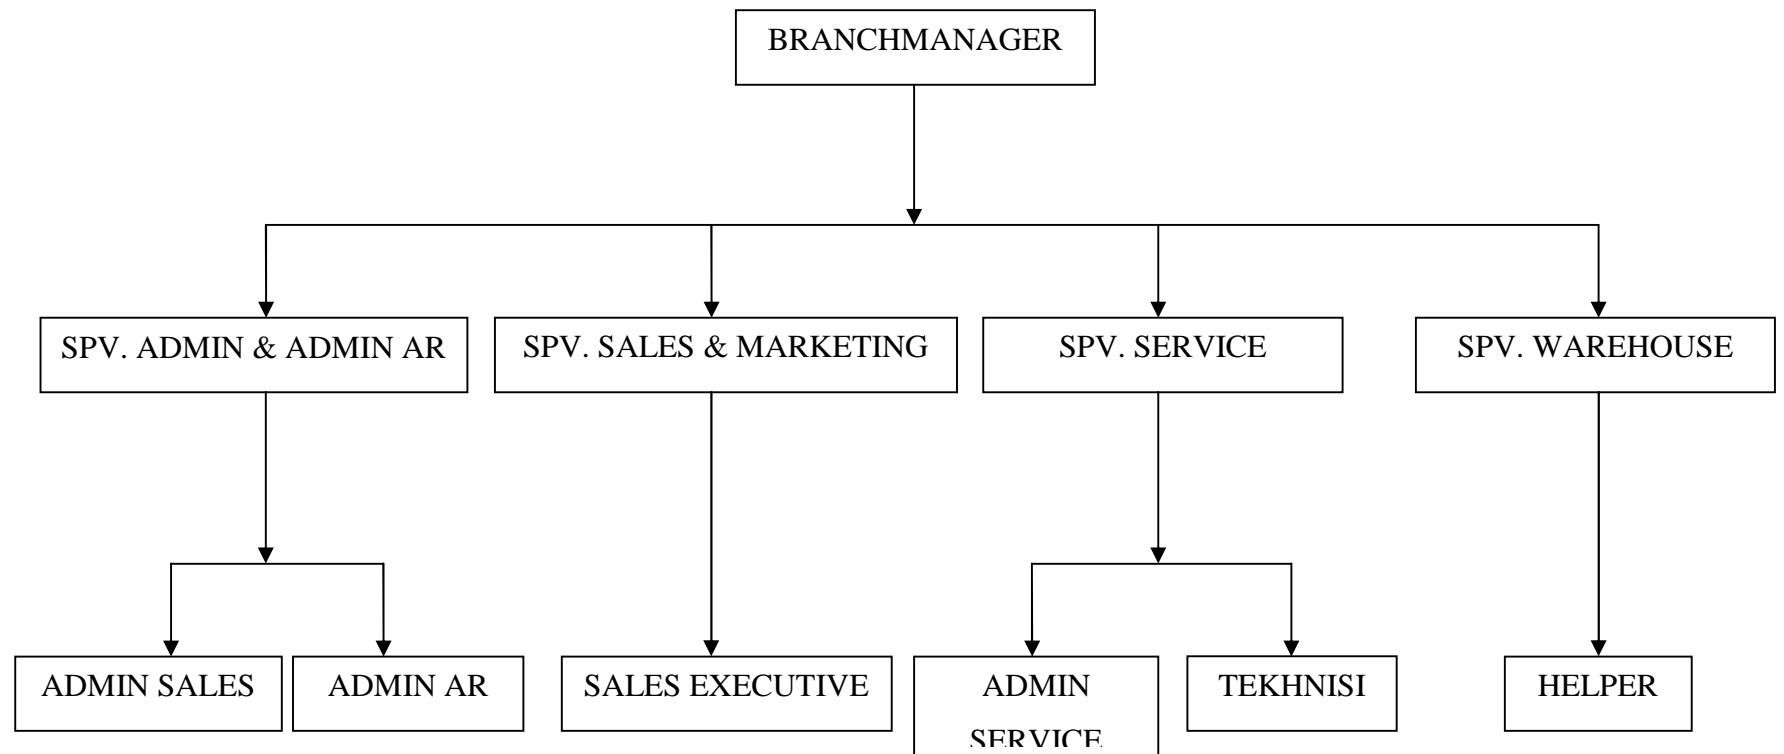 BRANCHMANAGER
SPV. ADMIN & ADMIN AR
SPV. SALES & MARKETING
SPV. SERVICE
SPV. WAREHOUSE
ADMIN SALES
ADMIN AR
SALES EXECUTIVE
ADMIN
SERVICE
TEKHNISI
HELPER